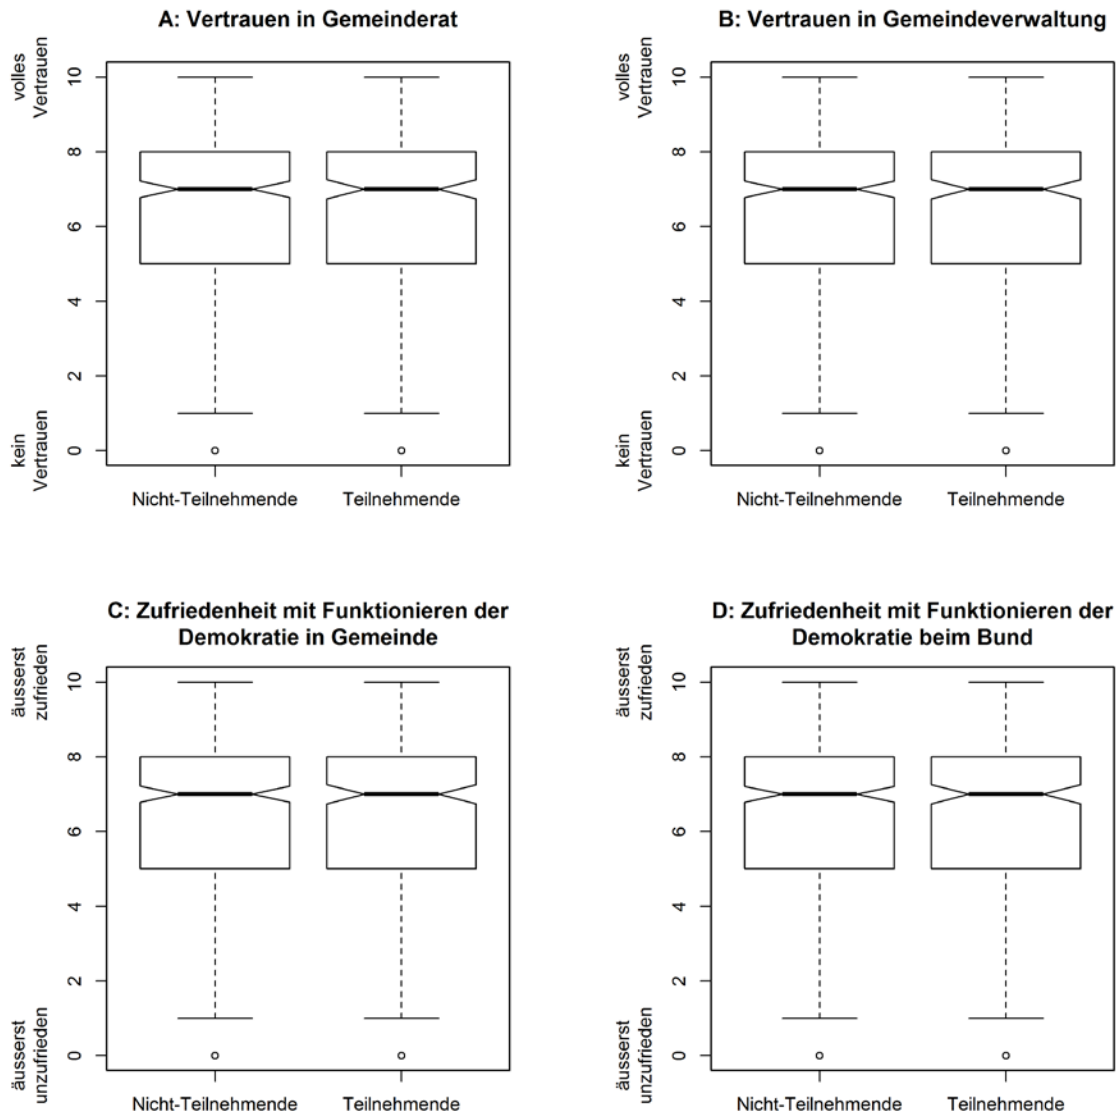 A: Vertrauen in Gemeinderat
volles
Vertrauen
10
8
6
4
2
0
kein
Vertrauen
Nicht-Teilnehmende
Teilnehmende
B: Vertrauen in Gemeindeverwaltung
volles
Vertrauen
10
8
6
4
2
0
kein
Vertrauen
Nicht-Teilnehmende
Teilnehmende
C: Zufriedenheit mit Funktionieren der
Demokratie in Gemeinde
äusserst
zufrieden
10
8
6
4
2
0
äusserst
unzufrieden
Nicht-Teilnehmende
Teilnehmende
D: Zufriedenheit mit Funktionieren der
Demokratie beim Bund
äusserst
zufrieden
10
8
6
4
2
0
äusserst
unzufrieden
Nicht-Teilnehmende
Teilnehmende